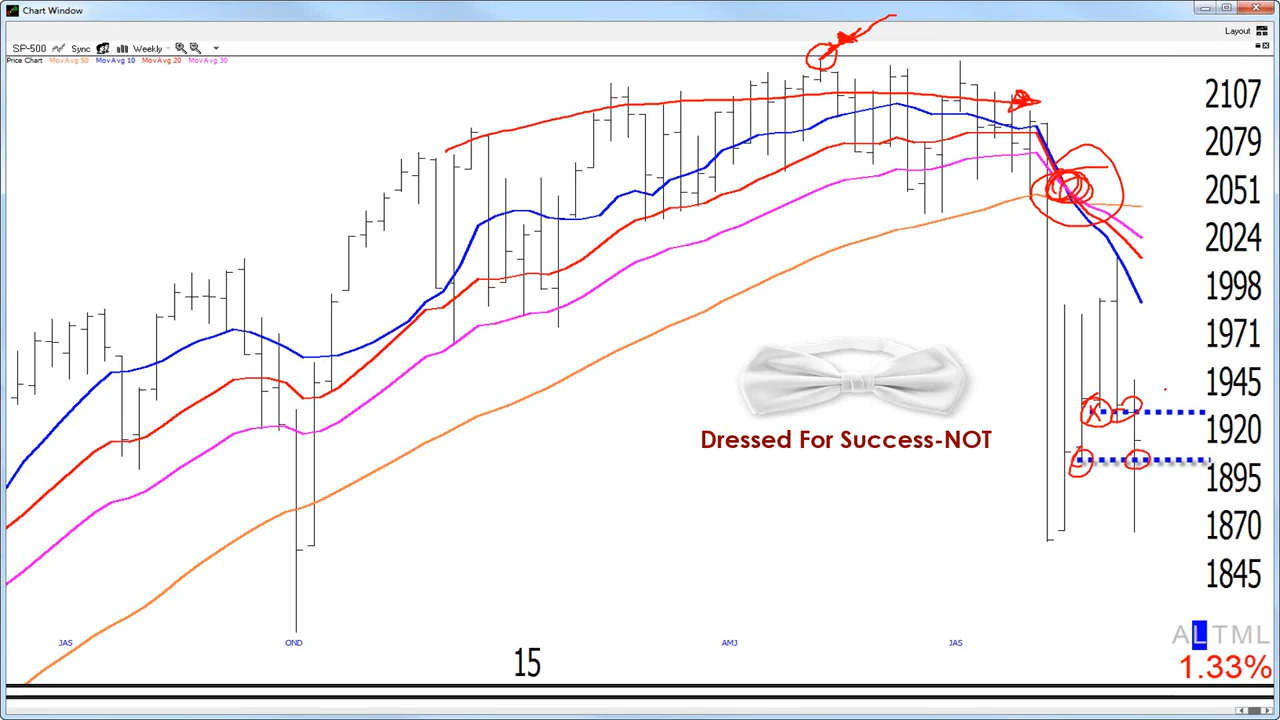 Chart Window
Layout
SP-500 Sync Weekly
Price Chart MovAvg 50 MovAvg 10 MovAvg 20 MovAvg 30
2107
2079
2051
2024
1998
1971
1945
1920
1895
1870
1845
Dressed For Success-NOT
JAS OND AMJ JAS
15
ALTML
1.33%